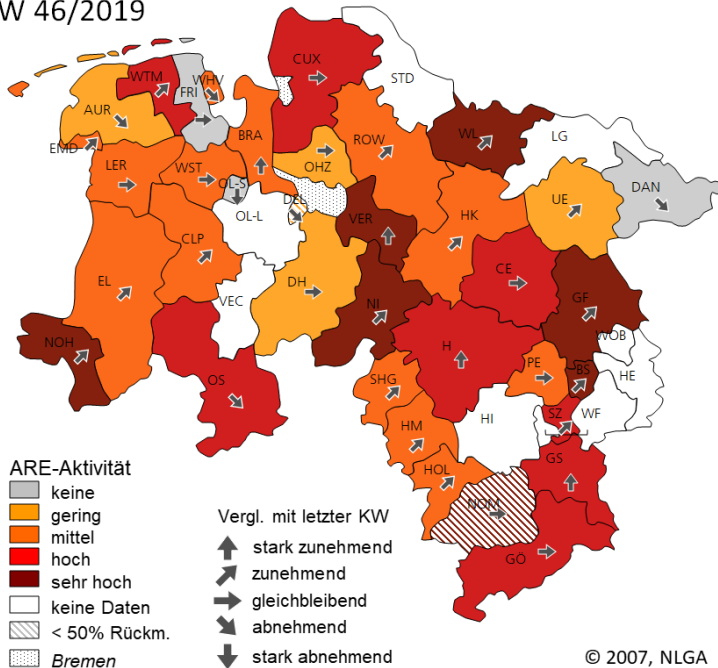 W 46/2019
CUX
WTM
WHV
FRI
STD
AUR
BRA
ROW
WL
LG
EMD
OHZ
LER
WST
OL-S
DAN
UE
DEL
OL-L
VER
HK
CLP
CE
EL
DH
VEC
NI
GF
WOB
NOH
H
PE
BS
HE
OS
SHG
SZ
WF
HI
HM
GS
HOL
NOM
GÖ
ARE-Aktivität
keine
gering
mittel
hoch
sehr hoch
keine Daten
< 50% Rückm.
Bremen
Vergl. mit letzter KW
stark zunehmend
zunehmend
gleichbleibend
abnehmend
stark abnehmend
© 2007, NLGA